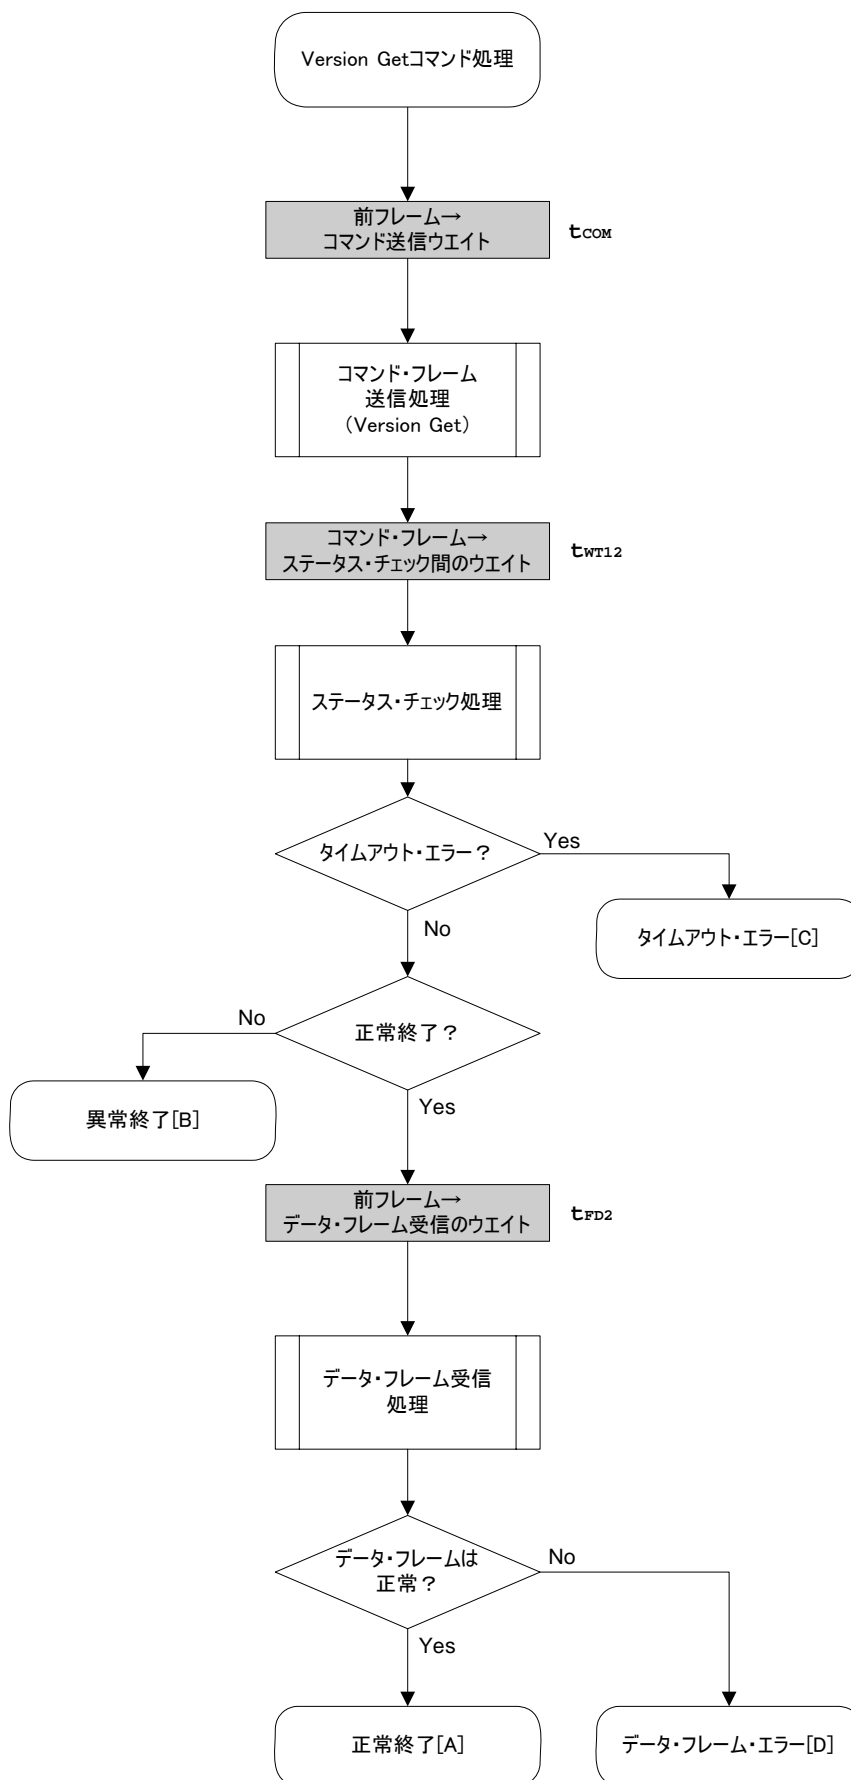 Version Getコマンド処理
前フレーム→
コマンド送信ウエイト
tCOM
コマンド・フレーム
送信処理
（Version Get）
コマンド・フレーム→
ステータス・チェック間のウエイト
tWT12
ステータス・チェック処理
タイムアウト・エラー？
Yes
タイムアウト・エラー[C]
No
正常終了？
No
異常終了[B]
Yes
前フレーム→
データ・フレーム受信のウエイト
tFD2
データ・フレーム受信
処理
データ・フレームは
正常？
No
Yes
正常終了[A]
データ・フレーム・エラー[D]